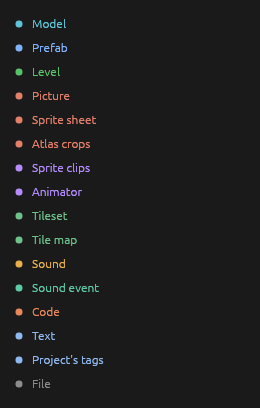 Model
Prefab
Level
Picture
Sprite sheet
Atlas crops
Sprite clips
Animator
Tileset
Tile map
Sound
Sound event
Code
Text
Project's tags
File